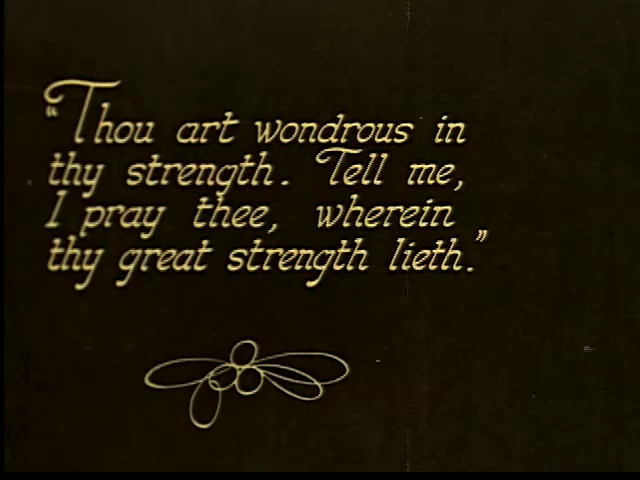 “Thou art wondrous in
thy strength. Tell me,
I pray thee, wherein
thy great strength lieth.”